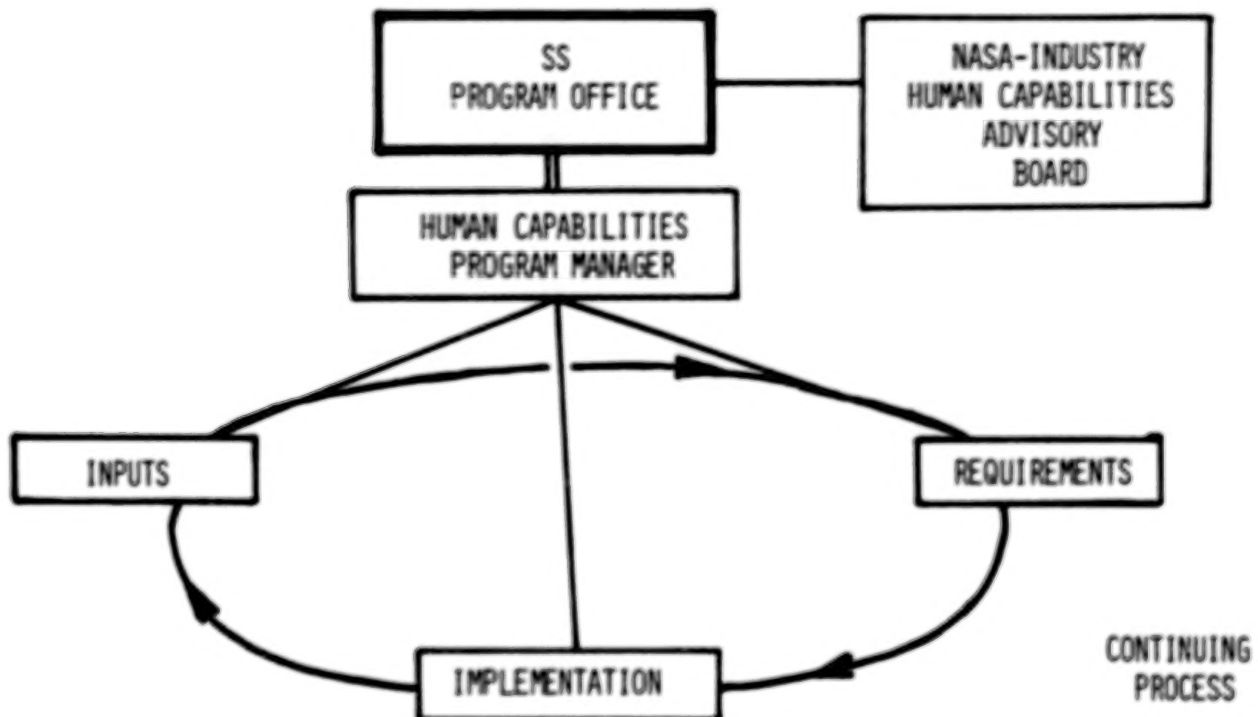 SS
PROGRAM OFFICE
NASA-INDUSTRY
HUMAN CAPABILITIES
ADVISORY
BOARD
HUMAN CAPABILITIES
PROGRAM MANAGER
INPUTS
REQUIREMENTS
IMPLEMENTATION
CONTINUING
PROCESS